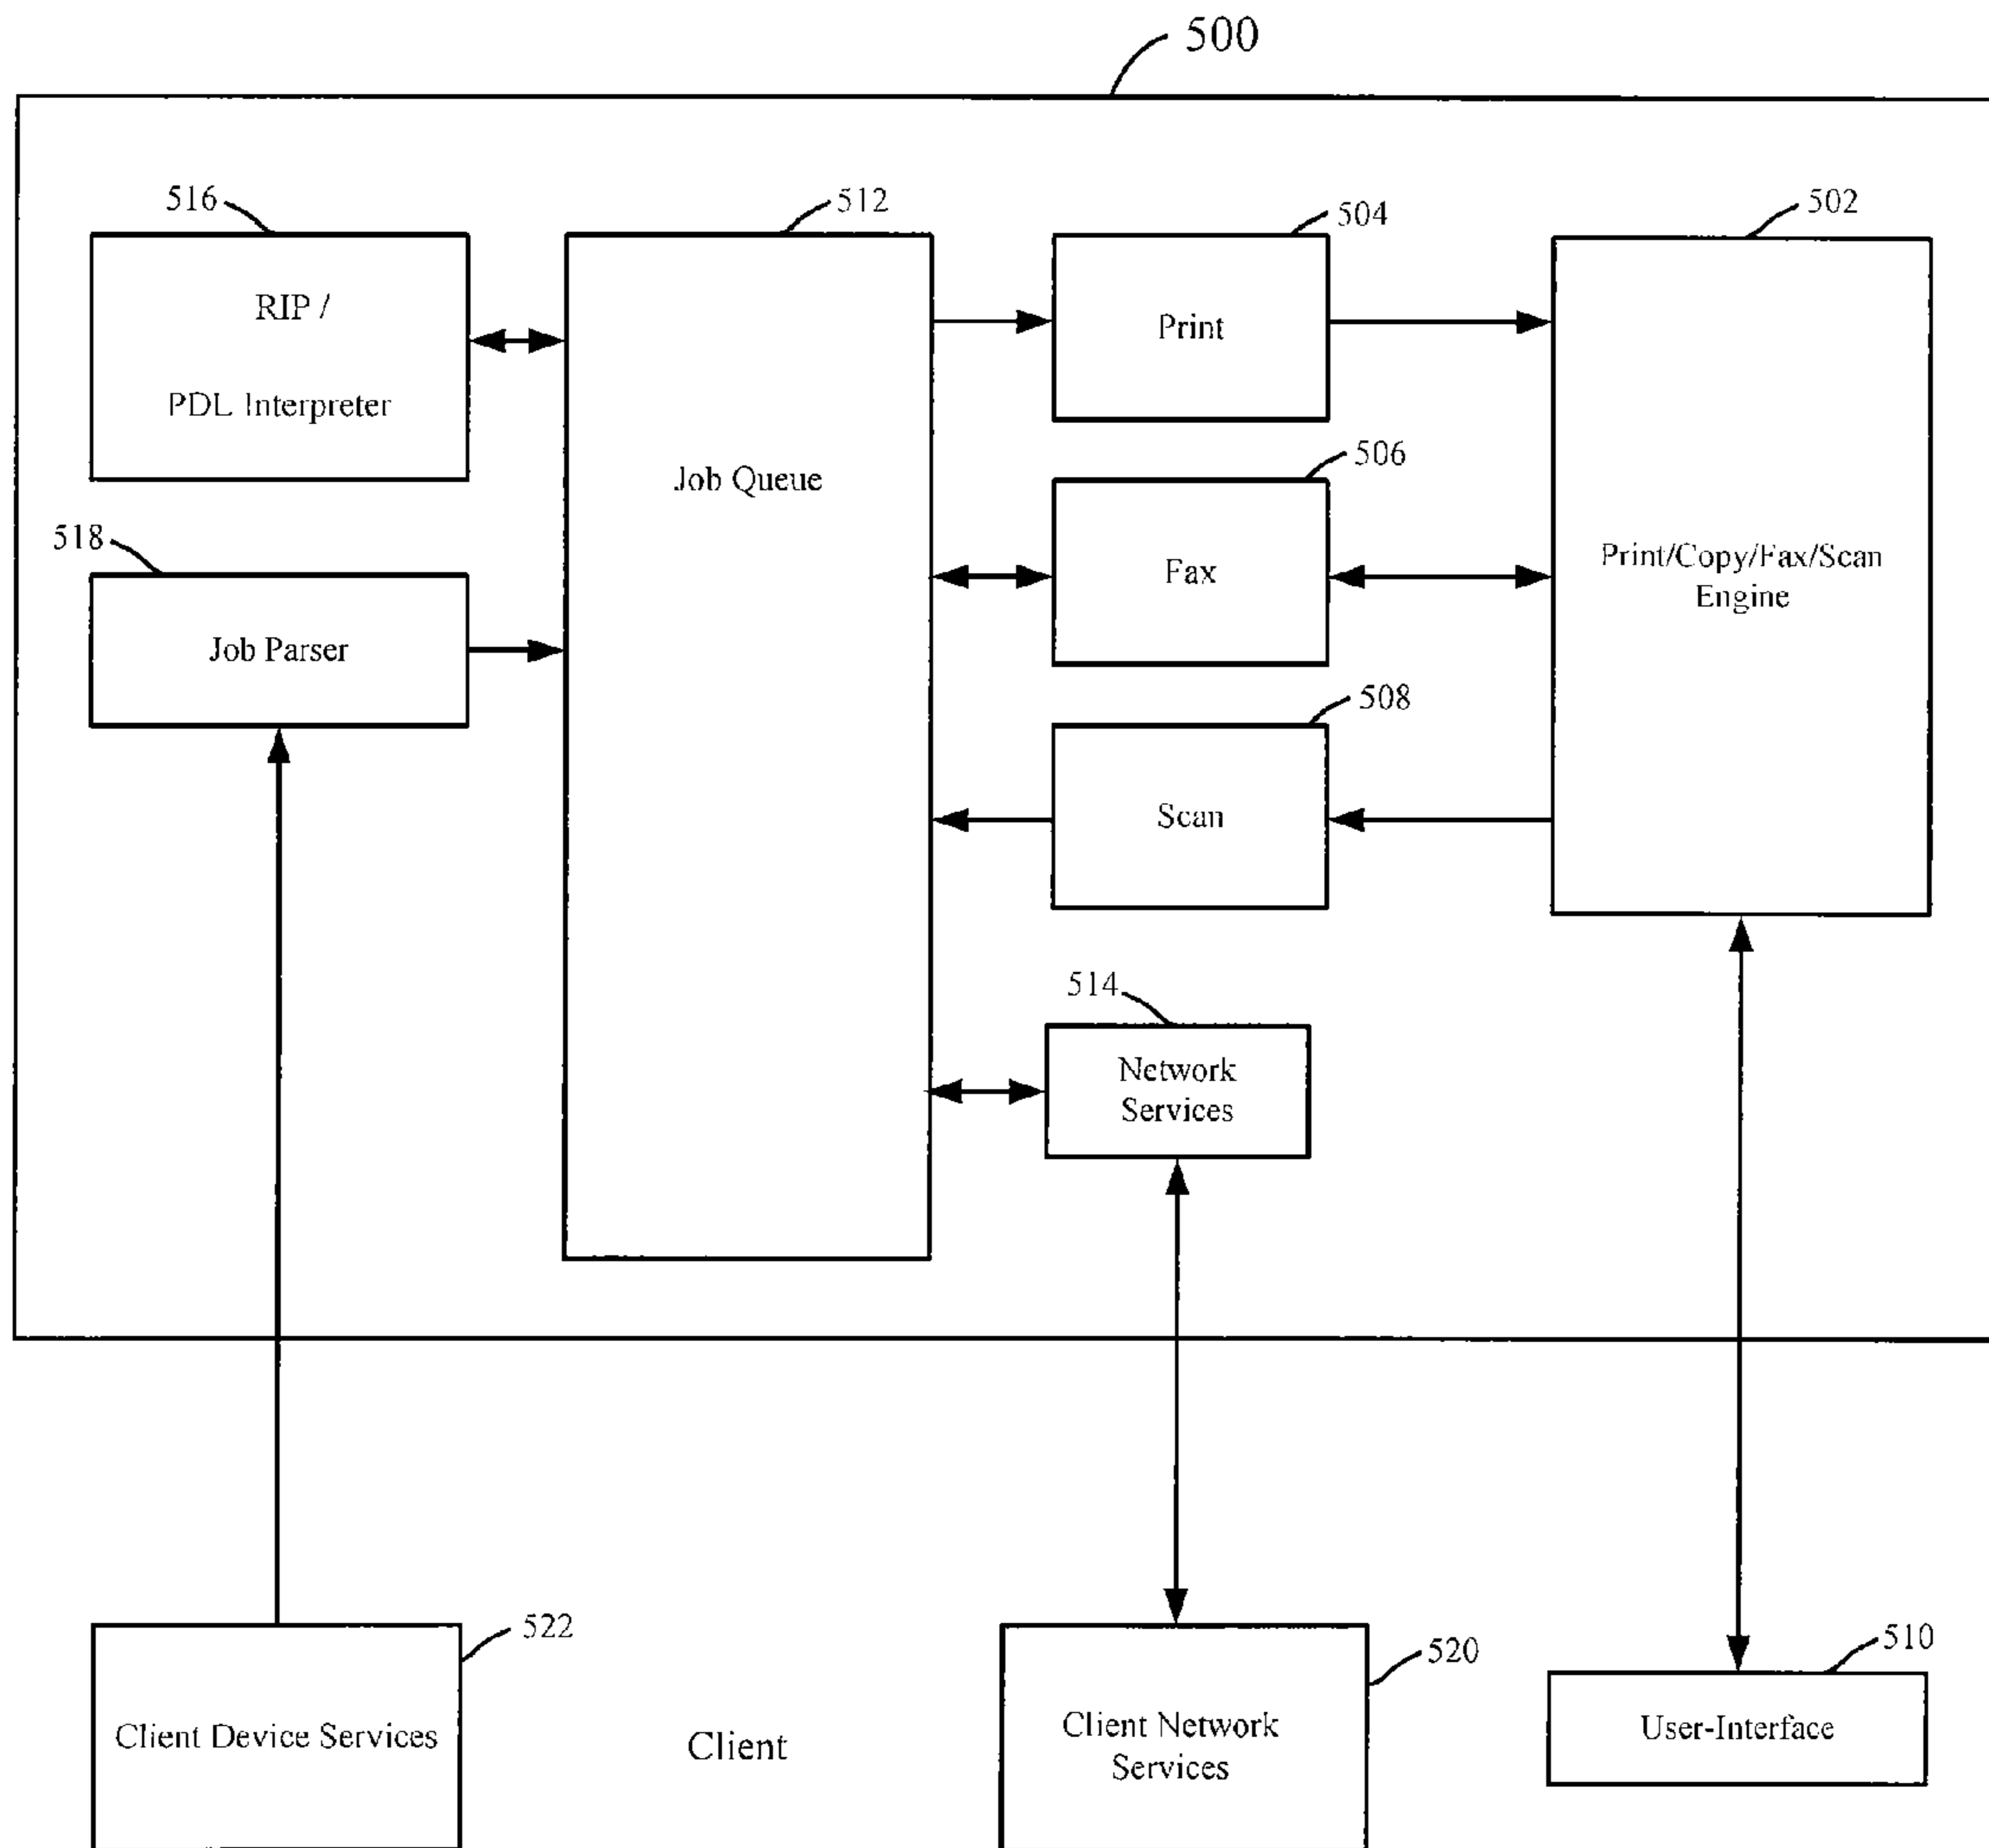 500
516
512
504
502
RIP /
PDL Interpreter
Print
Job Queue
506
518
Fax
Print/Copy/Fax/Scan
Engine
Job Parser
508
Scan
514
Network
Services
522
520
510
Client Device Services
Client
Client Network
Services
User-Interface